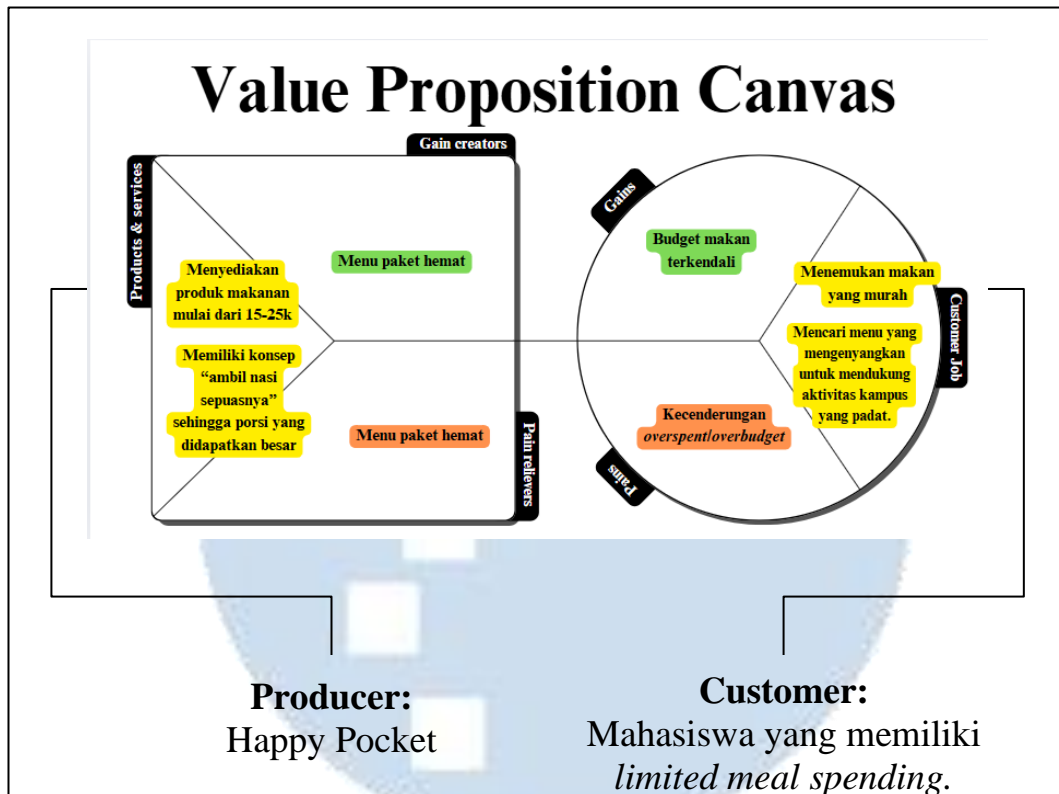 Value Proposition Canvas
Gain creators
Products & services
Menu paket hemat
Menyediakan
produk makanan
mulai dari 15-25k
Memiliki konsep
“ambil nasi
sepuasnya”
sehingga porsi yang
didapatkan besar
Menu paket hemat
Pain relievers
Gains
Budget makan
terkendali
Menemukan makan
yang murah
Mencari menu yang
mengenyangkan
untuk mendukung
aktivitas kampus
yang padat.
Customer Job
Kecenderungan
overspent/overbudget
Pains
Producer:
Happy Pocket
Customer:
Mahasiswa yang memiliki
limited meal spending.